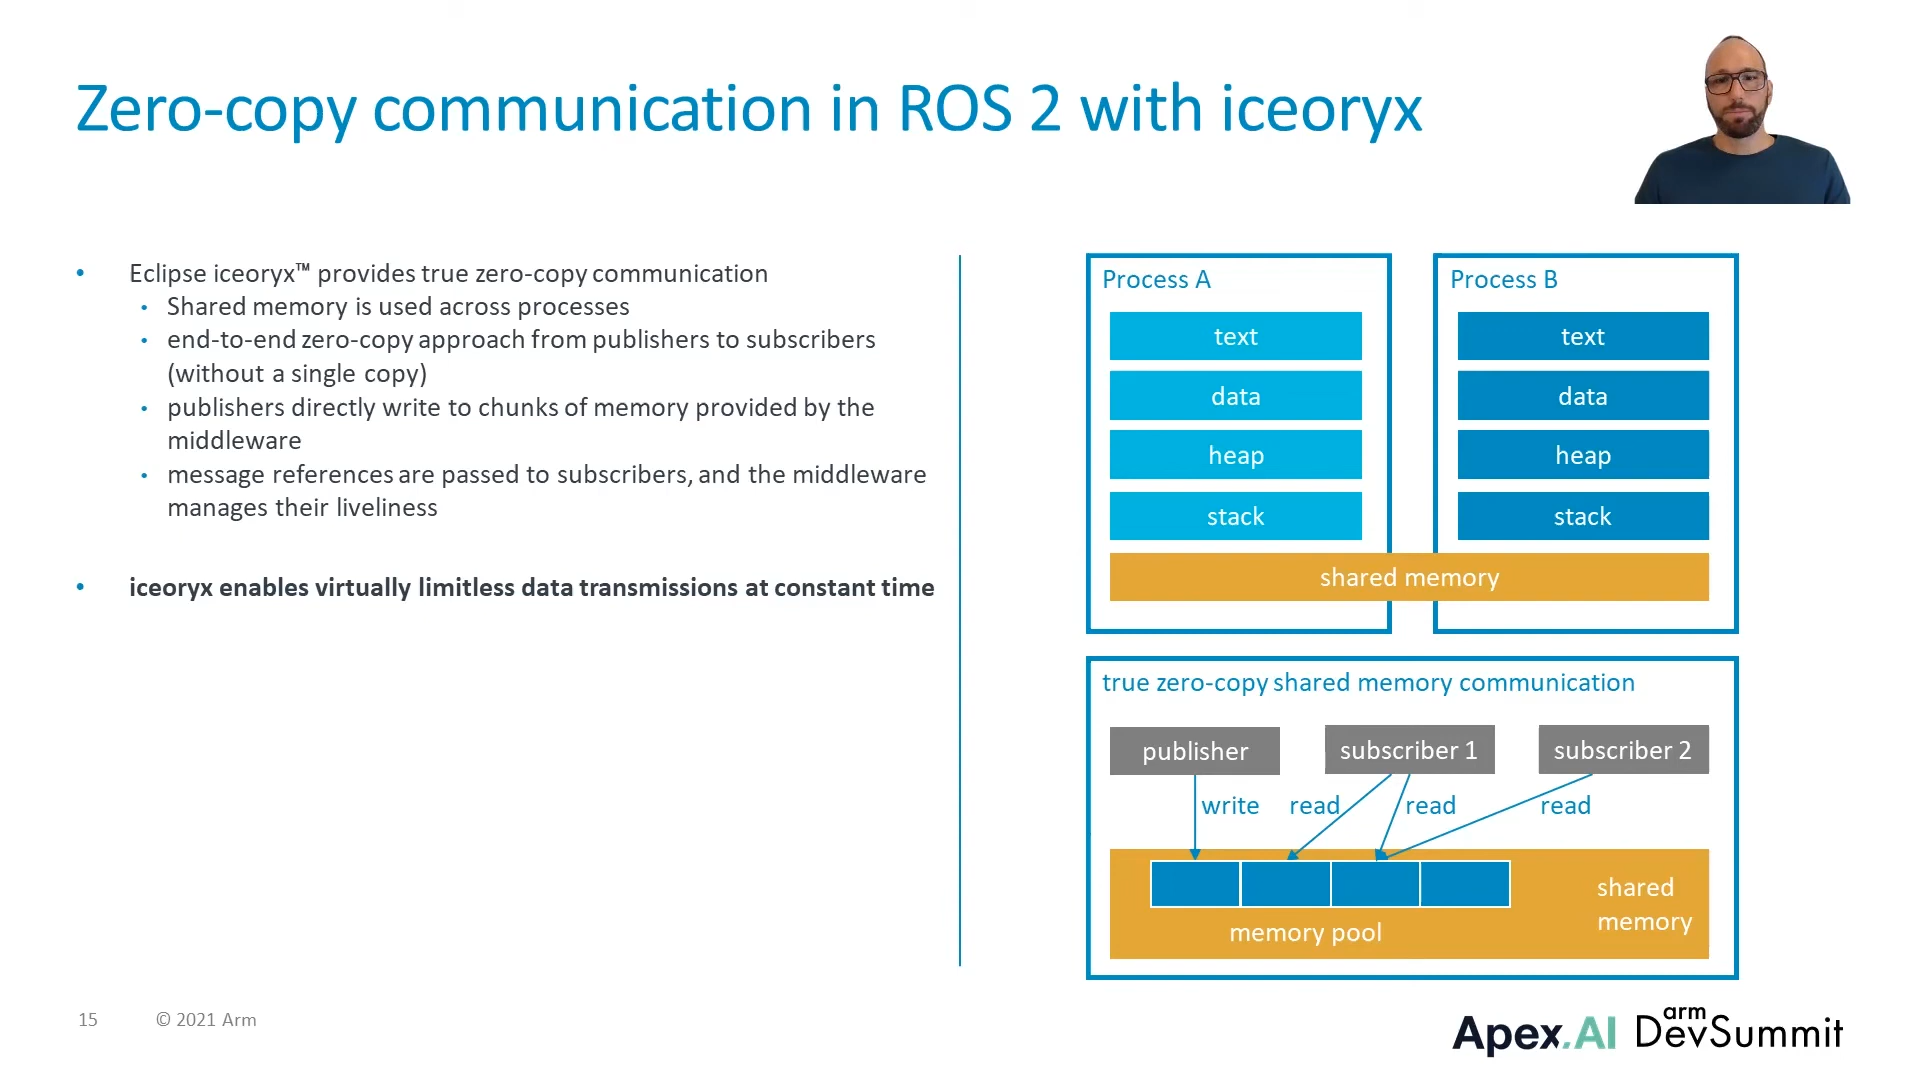 Zero-copy communication in ROS 2 with iceoryx
• Eclipse iceoryx™ provides true zero-copy communication
• Shared memory is used across processes
• end-to-end zero-copy approach from publishers to subscribers
(without a single copy)
• publishers directly write to chunks of memory provided by the
middleware
• message references are passed to subscribers, and the middleware
manages their liveliness
• iceoryx enables virtually limitless data transmissions at constant time
Process A
text
data
heap
stack
Process B
text
data
heap
stack
shared memory
true zero-copy shared memory communication
publisher
subscriber 1
subscriber 2
write
read
read
read
shared
memory
memory pool
15
© 2021 Arm
Apex.AI
arm
DevSummit